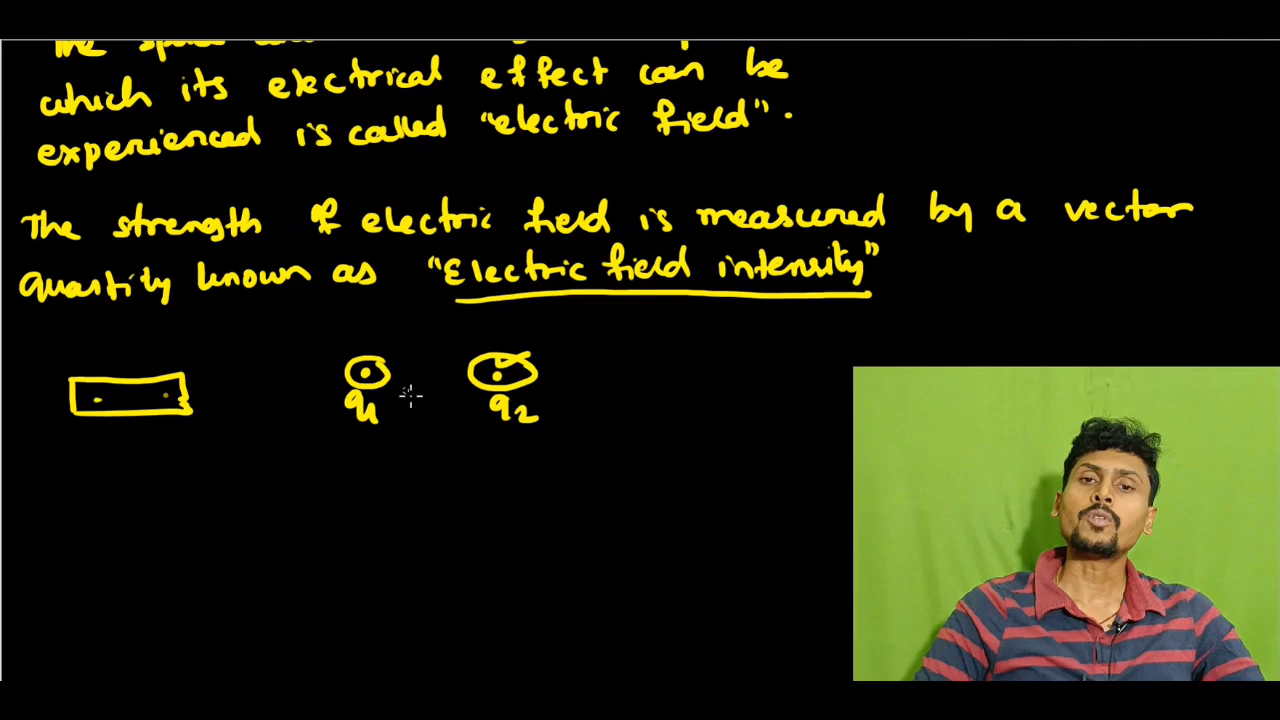 The
which its electrical effect can be
experienced is called "electric field".
The strength of electric field is measured by a vector
quantity known as "Electric field intensity"
q1 q2